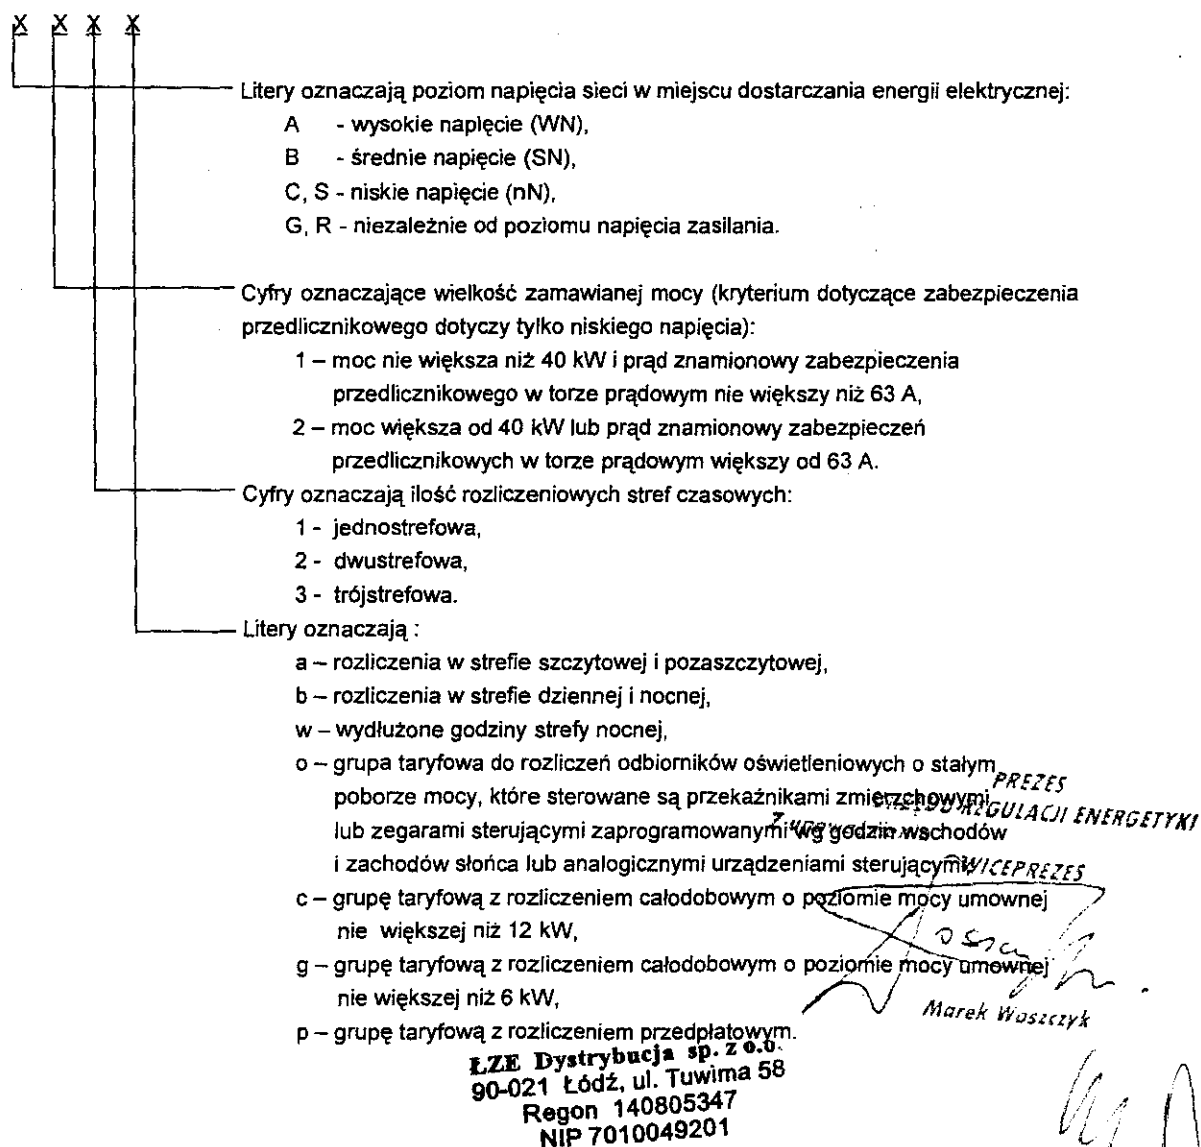 X X X X
Litery oznaczają poziom napięcia sieci w miejscu dostarczania energii elektrycznej:
A - wysokie napięcie (WN),
B - średnie napięcie (SN),
C, S - niskie napięcie (nN),
G, R - niezależnie od poziomu napięcia zasilania.
Cyfry oznaczające wielkość zamawianej mocy (kryterium dotyczące zabezpieczenia
przedlicznikowego dotyczy tylko niskiego napięcia):
1 – moc nie większa niż 40 kW i prąd znamionowy zabezpieczenia
przedlicznikowego w torze prądowym nie większy niż 63 A,
2 – moc większa od 40 kW lub prąd znamionowy zabezpieczeń
przedlicznikowych w torze prądowym większy od 63 A.
Cyfry oznaczają ilość rozliczeniowych stref czasowych:
1 - jednostrefowa,
2 - dwustrefowa,
3 - trójstrefowa.
Litery oznaczają :
a – rozliczenia w strefie szczytowej i pozaszczytowej,
b – rozliczenia w strefie dziennej i nocnej,
w – wydłużone godziny strefy nocnej,
o – grupa taryfowa do rozliczeń odbiorników oświetleniowych o stałym
poborze mocy, które sterowane są przekaźnikami zmierzchowymi
lub zegarami sterującymi zaprogramowanymi wg godzin wschodów
i zachodów słońca lub analogicznymi urządzeniami sterującymi,
c – grupę taryfową z rozliczeniem całodobowym o poziomie mocy umownej
nie większej niż 12 kW,
g – grupę taryfową z rozliczeniem całodobowym o poziomie mocy umownej
nie większej niż 6 kW,
p – grupę taryfową z rozliczeniem przedpłatowym.
PREZES
REGULACJI ENERGETYKI
WICEPREZES
Marek Woszczyk
ŁZE Dystrybucja sp. z o.o.
90-021 Łódź, ul. Tuwima 58
Regon 140805347
NIP 7010049201